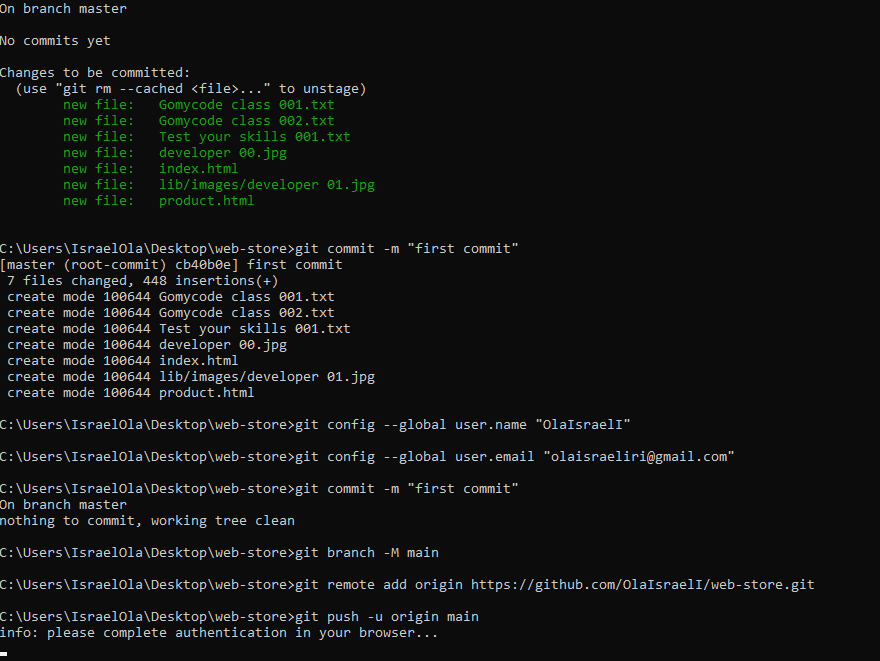 On branch master
No commits yet
Changes to be committed:
(use "git rm --cached <file>..." to unstage)
new file: Gomycode class 001.txt
new file: Gomycode class 002.txt
new file: Test your skills 001.txt
new file: developer 00.jpg
new file: index.html
new file: lib/images/developer 01.jpg
new file: product.html
C:\Users\IsraelOla\Desktop\web-store>git commit -m "first commit"
[master (root-commit) cb40b0e] first commit
7 files changed, 448 insertions(+)
create mode 100644 Gomycode class 001.txt
create mode 100644 Gomycode class 002.txt
create mode 100644 Test your skills 001.txt
create mode 100644 developer 00.jpg
create mode 100644 index.html
create mode 100644 lib/images/developer 01.jpg
create mode 100644 product.html
C:\Users\IsraelOla\Desktop\web-store>git config --global user.name "OlaIsraelI"
C:\Users\IsraelOla\Desktop\web-store>git config --global user.email "olaisraeliri@gmail.com"
C:\Users\IsraelOla\Desktop\web-store>git commit -m "first commit"
On branch master
nothing to commit, working tree clean
C:\Users\IsraelOla\Desktop\web-store>git branch -M main
C:\Users\IsraelOla\Desktop\web-store>git remote add origin https://github.com/OlaIsraelI/web-store.git
C:\Users\IsraelOla\Desktop\web-store>git push -u origin main
info: please complete authentication in your browser...